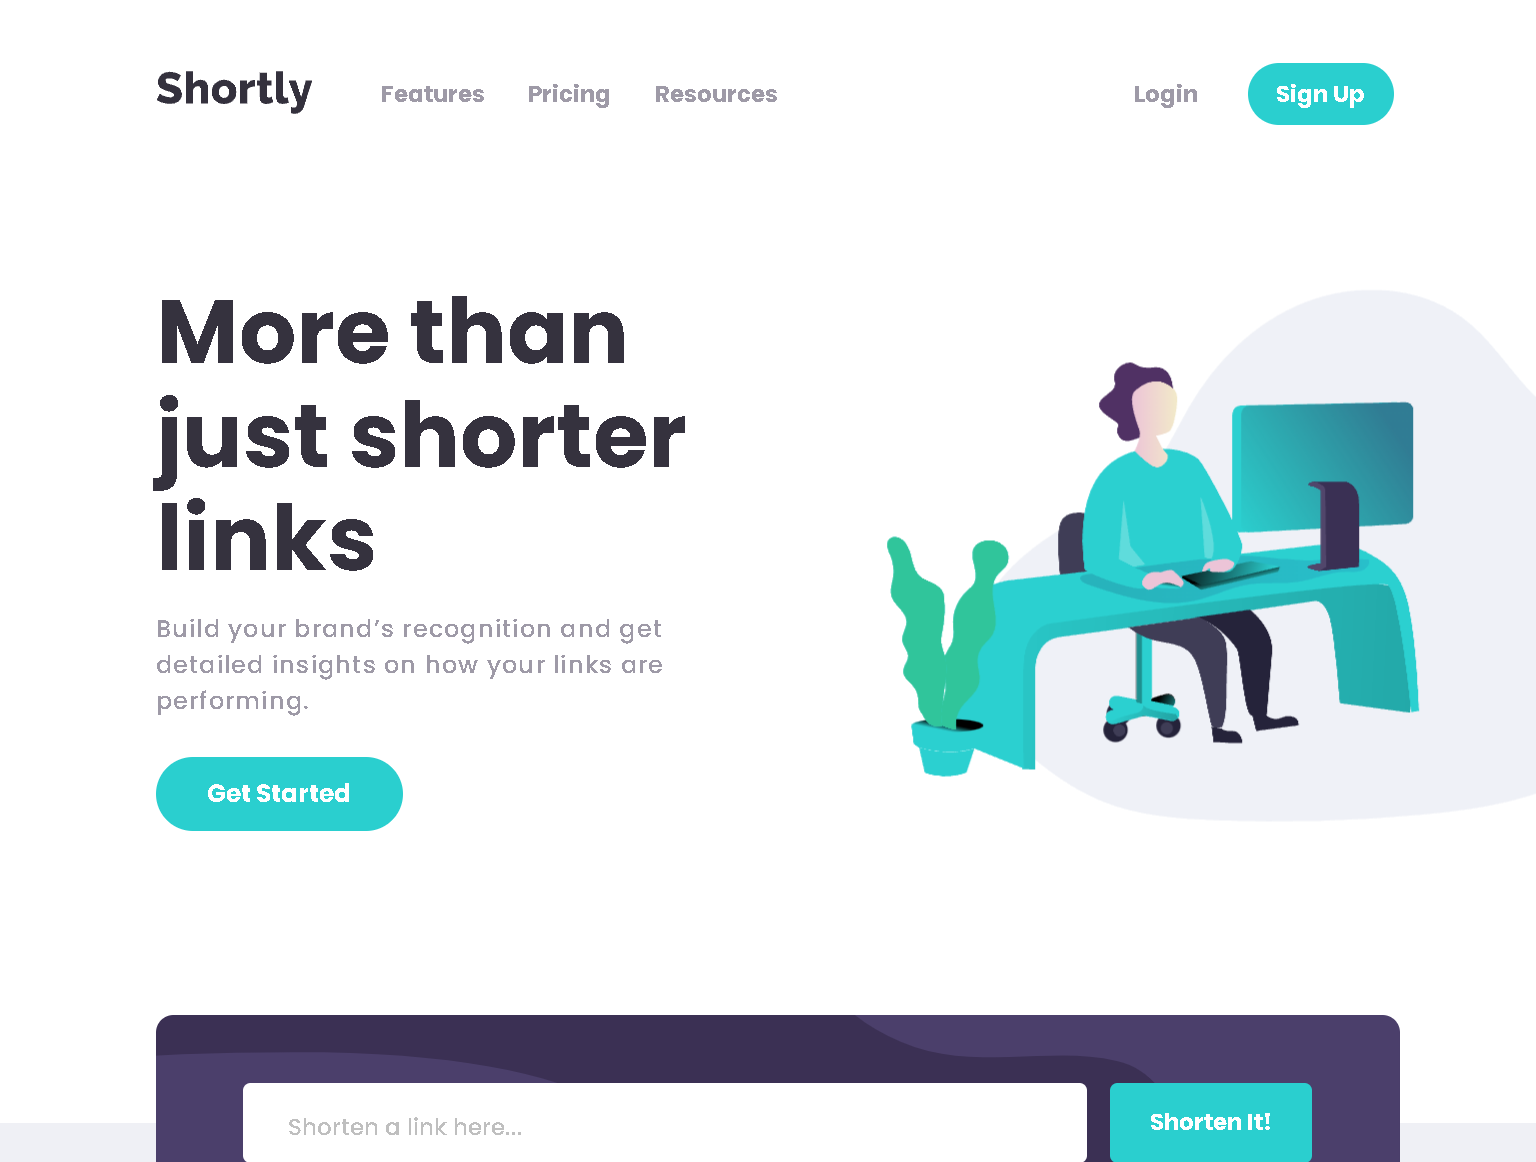 Shortly Features Pricing Resources Login Sign Up
More than
just shorter
links
Build your brand’s recognition and get
detailed insights on how your links are
performing.
Get Started
Shorten a link here... Shorten It!